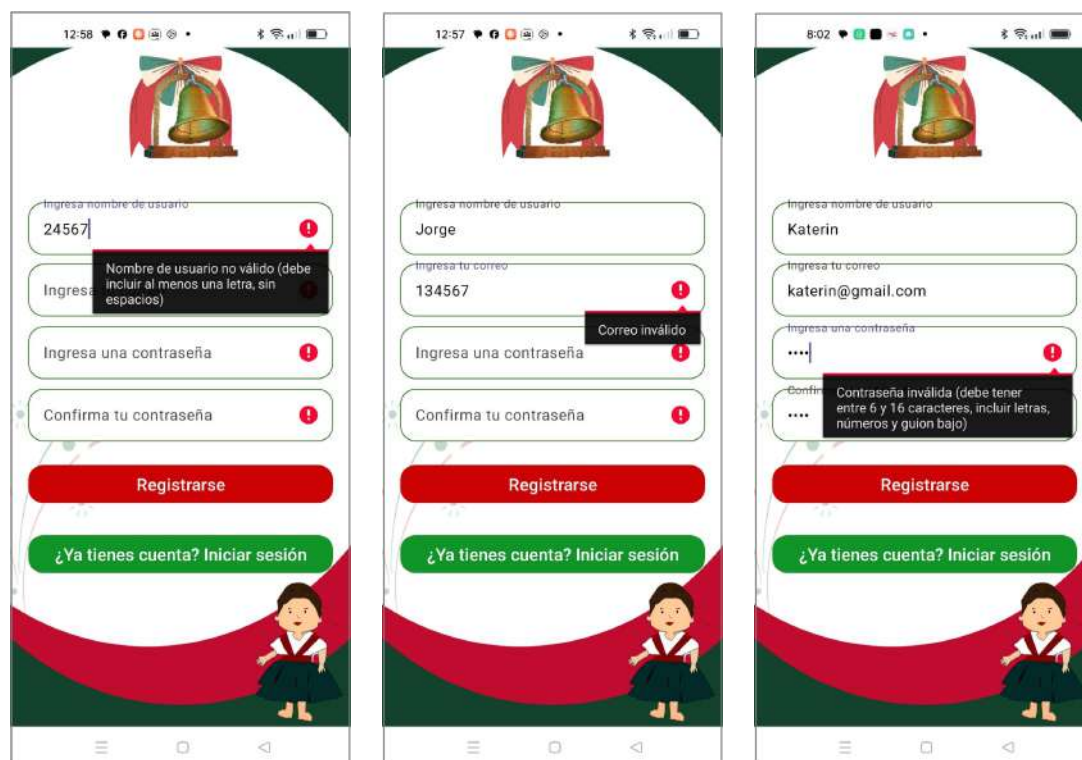 12:58
Ingresa nombre de usuario
24567
Nombre de usuario no válido (debe
incluir al menos una letra, sin
espacios)
Ingresa
Ingresa una contraseña
Confirma tu contraseña
Registrarse
¿Ya tienes cuenta? Iniciar sesión
12:57
Ingresa nombre de usuario
Jorge
Ingresa tu correo
134567
Correo inválido
Ingresa una contraseña
Confirma tu contraseña
Registrarse
¿Ya tienes cuenta? Iniciar sesión
8:02
Ingresa nombre de usuario
Katerin
Ingresa tu correo
katerin@gmail.com
Ingresa una contraseña
••••
Contraseña inválida (debe tener
entre 6 y 16 caracteres, incluir letras,
números y guion bajo)
••••
Registrarse
¿Ya tienes cuenta? Iniciar sesión